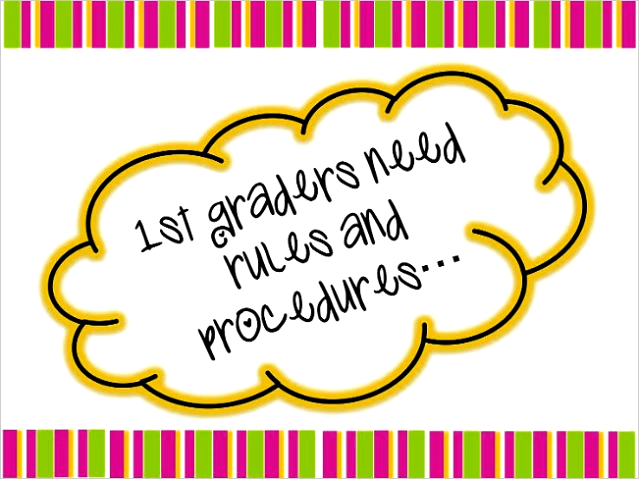 1st graders need
rules and
procedures...